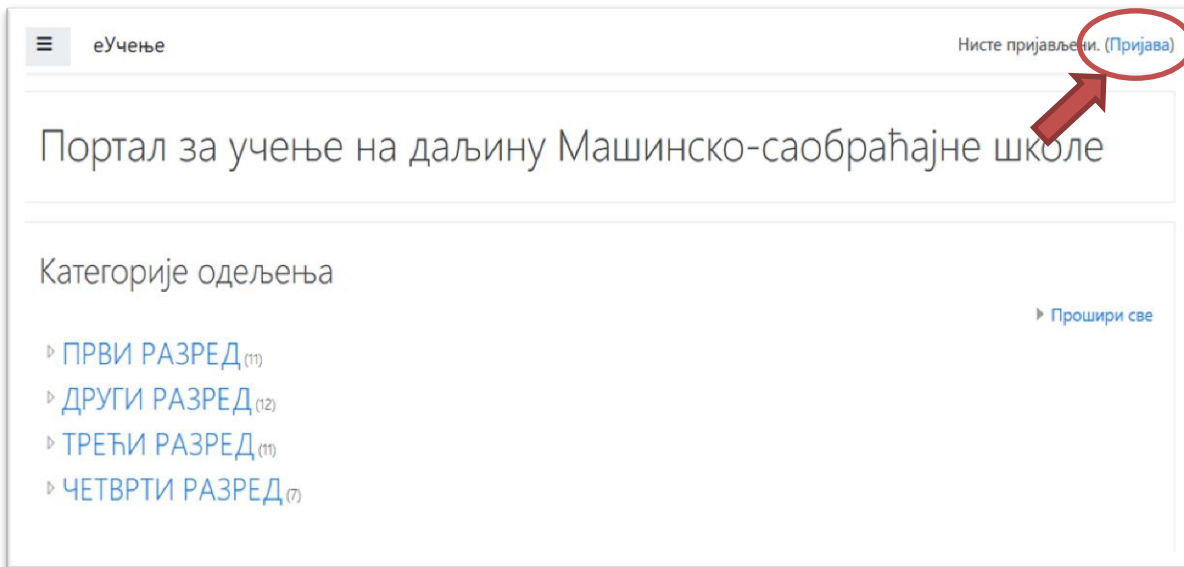 еУчење
Нисте пријављени. (Пријава)
Портал за учење на даљину Машинско-саобраћајне школе
Категорије одељења
Прошири све
ПРВИ РАЗРЕД (11)
ДРУГИ РАЗРЕД (12)
ТРЕЋИ РАЗРЕД (11)
ЧЕТВРТИ РАЗРЕД (7)